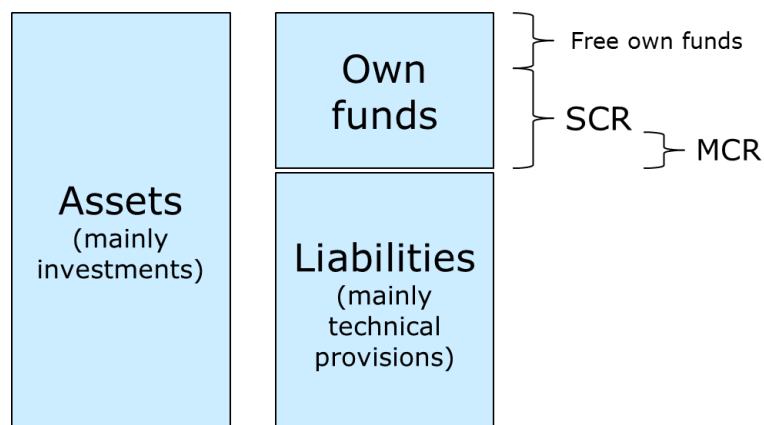 Assets
(mainly
investments)
Own
funds
Liabilities
(mainly
technical
provisions)
Free own funds
SCR
MCR